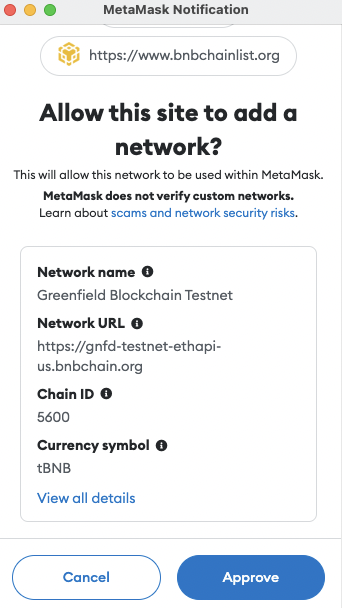 MetaMask Notification
https://www.bnbchainlist.org
Allow this site to add a
network?
This will allow this network to be used within MetaMask.
MetaMask does not verify custom networks.
Learn about scams and network security risks.
Network name
Greenfield Blockchain Testnet
Network URL
https://gnfd-testnet-ethapi-
us.bnbchain.org
Chain ID
5600
Currency symbol
tBNB
View all details
Cancel
Approve